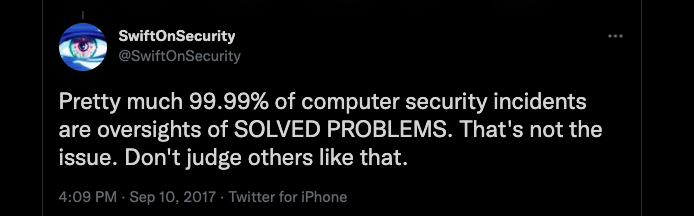 SwiftOnSecurity
@SwiftOnSecurity
Pretty much 99.99% of computer security incidents
are oversights of SOLVED PROBLEMS. That's not the
issue. Don't judge others like that.
4:09 PM · Sep 10, 2017 · Twitter for iPhone